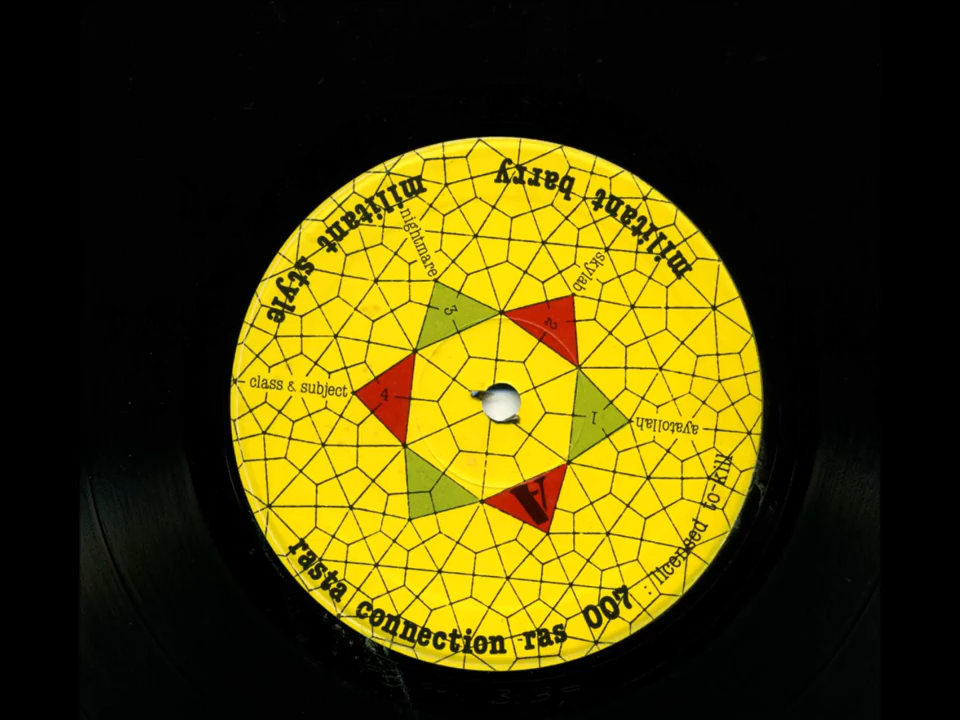 militant barry
militant style
A
1
ayatollah
2
skylab
3
nightmare
4
class & subject
rasta connection ras 007 : licensed to-kill